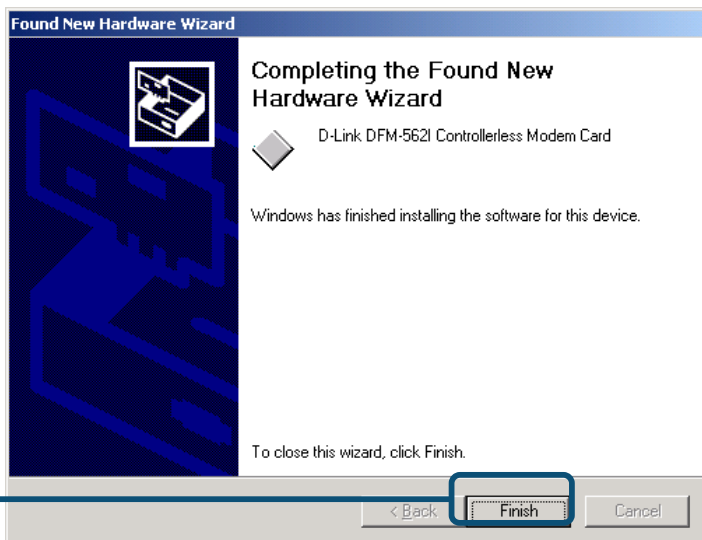 Found New Hardware Wizard
Completing the Found New
Hardware Wizard
D-Link DFM-562I Controllerless Modem Card
Windows has finished installing the software for this device.
To close this wizard, click Finish.
< Back Finish Cancel